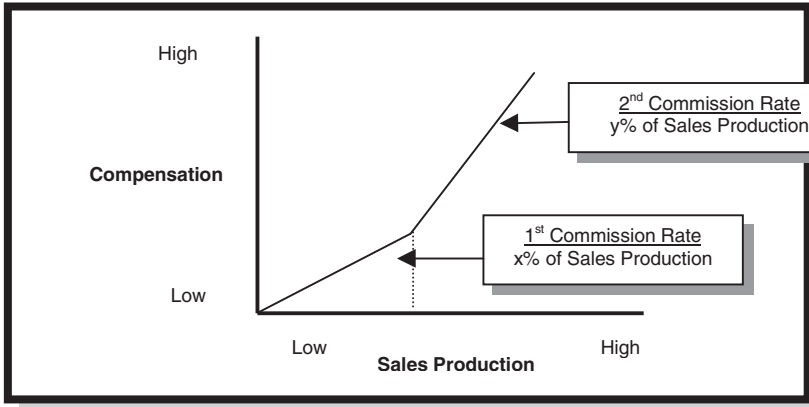 High
2nd Commission Rate
y% of Sales Production
Compensation
1st Commission Rate
x% of Sales Production
Low
Low
High
Sales Production